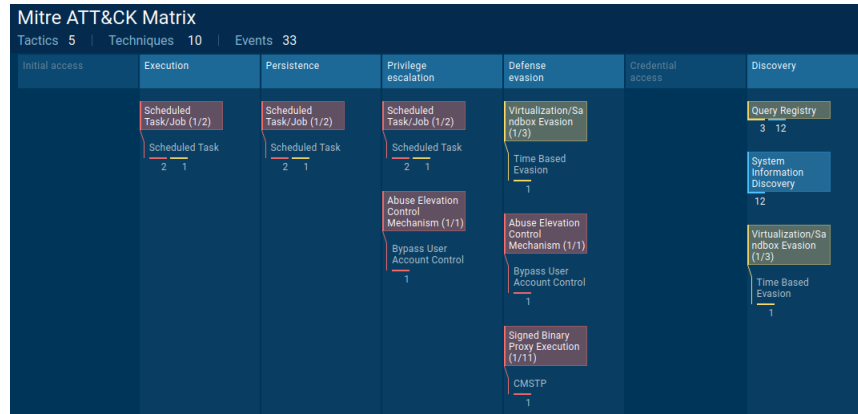 Mitre ATT&CK Matrix
Tactics 5 | Techniques 10 | Events 33
Initial access
Execution
Persistence
Privilege
escalation
Defense
evasion
Credential
access
Discovery
Scheduled
Task/Job (1/2)
Scheduled Task
2 1
Scheduled
Task/Job (1/2)
Scheduled Task
2 1
Scheduled
Task/Job (1/2)
Scheduled Task
2 1
Abuse Elevation
Control
Mechanism (1/1)
Bypass User
Account Control
1
Virtualization/Sa
ndbox Evasion
(1/3)
Time Based
Evasion
1
Abuse Elevation
Control
Mechanism (1/1)
Bypass User
Account Control
1
Signed Binary
Proxy Execution
(1/11)
CMSTP
1
Query Registry
3 12
System
Information
Discovery
12
Virtualization/Sa
ndbox Evasion
(1/3)
Time Based
Evasion
1